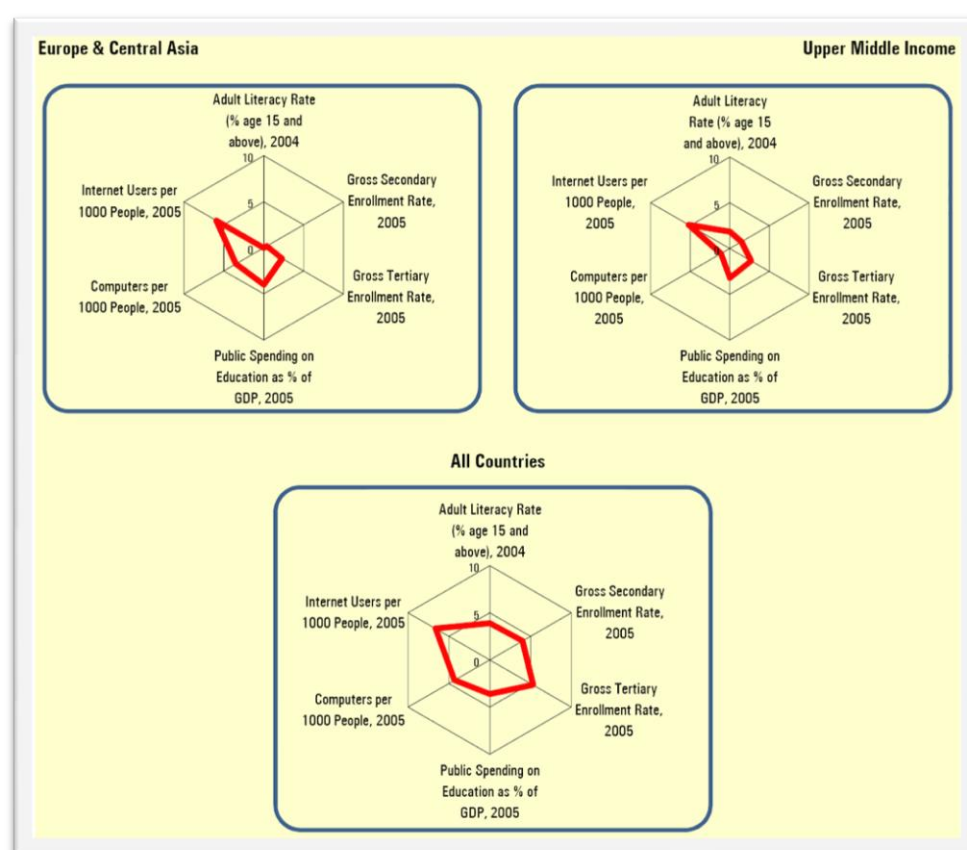 Europe & Central Asia
Upper Middle Income
Adult Literacy Rate
(% age 15 and
above), 2004
10
5
0
Gross Secondary
Enrollment Rate,
2005
Gross Tertiary
Enrollment Rate,
2005
Public Spending on
Education as % of
GDP, 2005
Computers per
1000 People, 2005
Internet Users per
1000 People, 2005
Adult Literacy
Rate (% age 15
and above), 2004
10
5
0
Gross Secondary
Enrollment Rate,
2005
Gross Tertiary
Enrollment Rate,
2005
Public Spending on
Education as % of
GDP, 2005
Computers per
1000 People,
2005
Internet Users per
1000 People,
2005
All Countries
Adult Literacy Rate
(% age 15 and
above), 2004
10
5
0
Gross Secondary
Enrollment Rate,
2005
Gross Tertiary
Enrollment Rate,
2005
Public Spending on
Education as % of
GDP, 2005
Computers per
1000 People, 2005
Internet Users per
1000 People, 2005